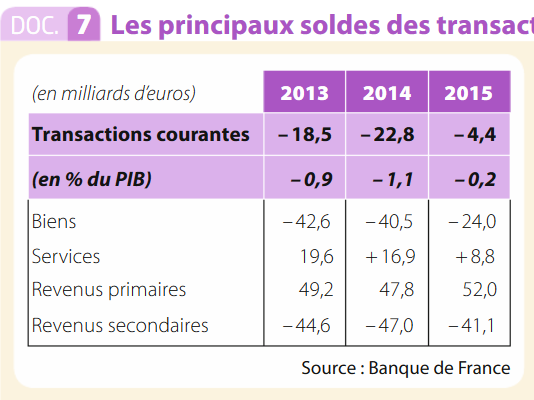 DOC. 7 Les principaux soldes des
(en milliards d'euros) 2013 2014 2015
Transactions courantes –18,5 –22,8 –4,4
(en % du PIB) –0,9 –1,1 –0,2
Biens –42,6 –40,5 –24,0
Services 19,6 +16,9 +8,8
Revenus primaires 49,2 47,8 52,0
Revenus secondaires –44,6 –47,0 –41,1
Source : Banque de France